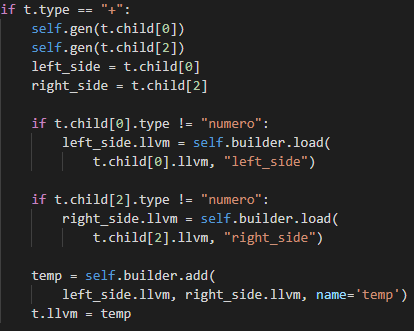 if t.type == "+":
    self.gen(t.child[0])
    self.gen(t.child[2])
    left_side = t.child[0]
    right_side = t.child[2]

    if t.child[0].type != "numero":
        left_side.llvm = self.builder.load(
            t.child[0].llvm, "left_side")

    if t.child[2].type != "numero":
        right_side.llvm = self.builder.load(
            t.child[2].llvm, "right_side")

    temp = self.builder.add(
        left_side.llvm, right_side.llvm, name='temp')
    t.llvm = temp